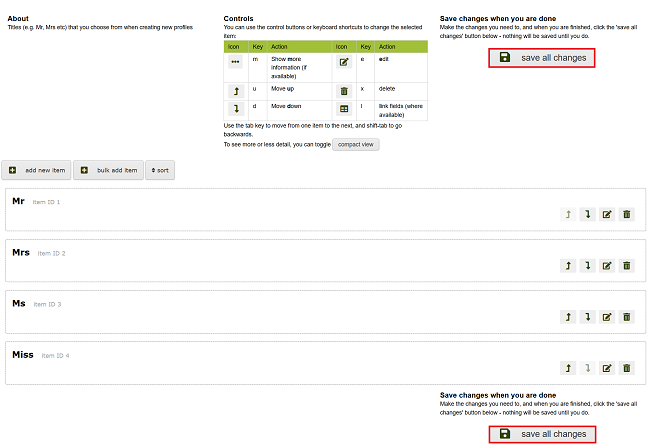 About
Titles (e.g. Mr, Mrs etc) that you choose from when creating new profiles
Controls
You can use the control buttons or keyboard shortcuts to change the selected
item:
Icon Key Action Icon Key Action
m Show more information (if available) e edit
u Move up x delete
d Move down l link fields (where available)
Use the tab key to move from one item to the next, and shift-tab to go
backwards.
To see more or less detail, you can toggle compact view
Save changes when you are done
Make the changes you need to, and when you are finished, click the 'save all
changes' button below - nothing will be saved until you do.
save all changes
add new item bulk add item sort
Mr item ID 1
Mrs item ID 2
Ms item ID 3
Miss item ID 4
Save changes when you are done
Make the changes you need to, and when you are finished, click the 'save all
changes' button below - nothing will be saved until you do.
save all changes